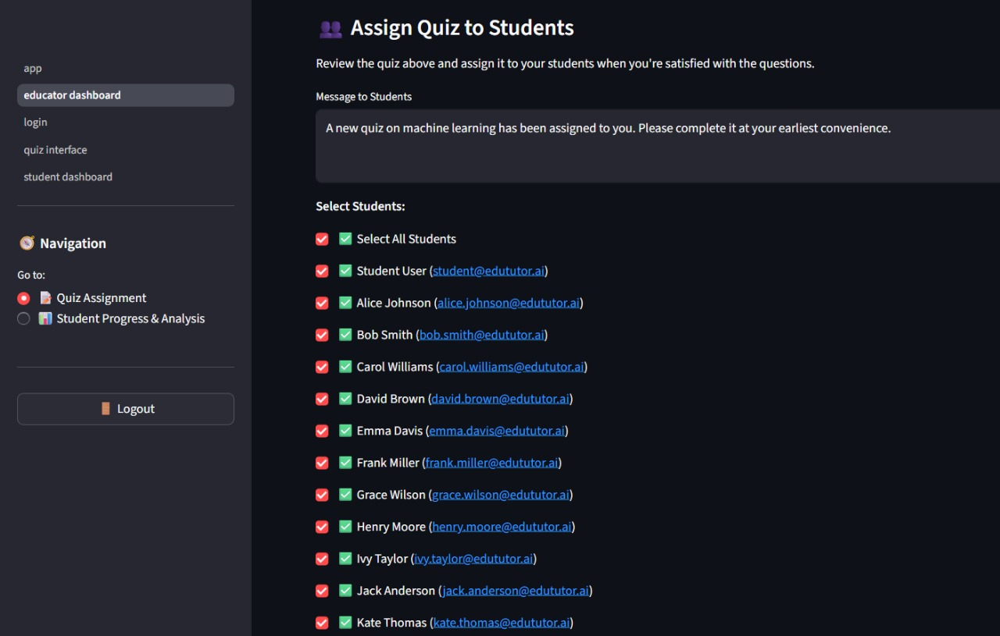 app
educator dashboard
login
quiz interface
student dashboard
Navigation
Go to:
Quiz Assignment
Student Progress & Analysis
Logout
Assign Quiz to Students
Review the quiz above and assign it to your students when you're satisfied with the questions.
Message to Students
A new quiz on machine learning has been assigned to you. Please complete it at your earliest convenience.
Select Students:
Select All Students
Student User (student@edututor.ai)
Alice Johnson (alice.johnson@edututor.ai)
Bob Smith (bob.smith@edututor.ai)
Carol Williams (carol.williams@edututor.ai)
David Brown (david.brown@edututor.ai)
Emma Davis (emma.davis@edututor.ai)
Frank Miller (frank.miller@edututor.ai)
Grace Wilson (grace.wilson@edututor.ai)
Henry Moore (henry.moore@edututor.ai)
Ivy Taylor (ivy.taylor@edututor.ai)
Jack Anderson (jack.anderson@edututor.ai)
Kate Thomas (kate.thomas@edututor.ai)